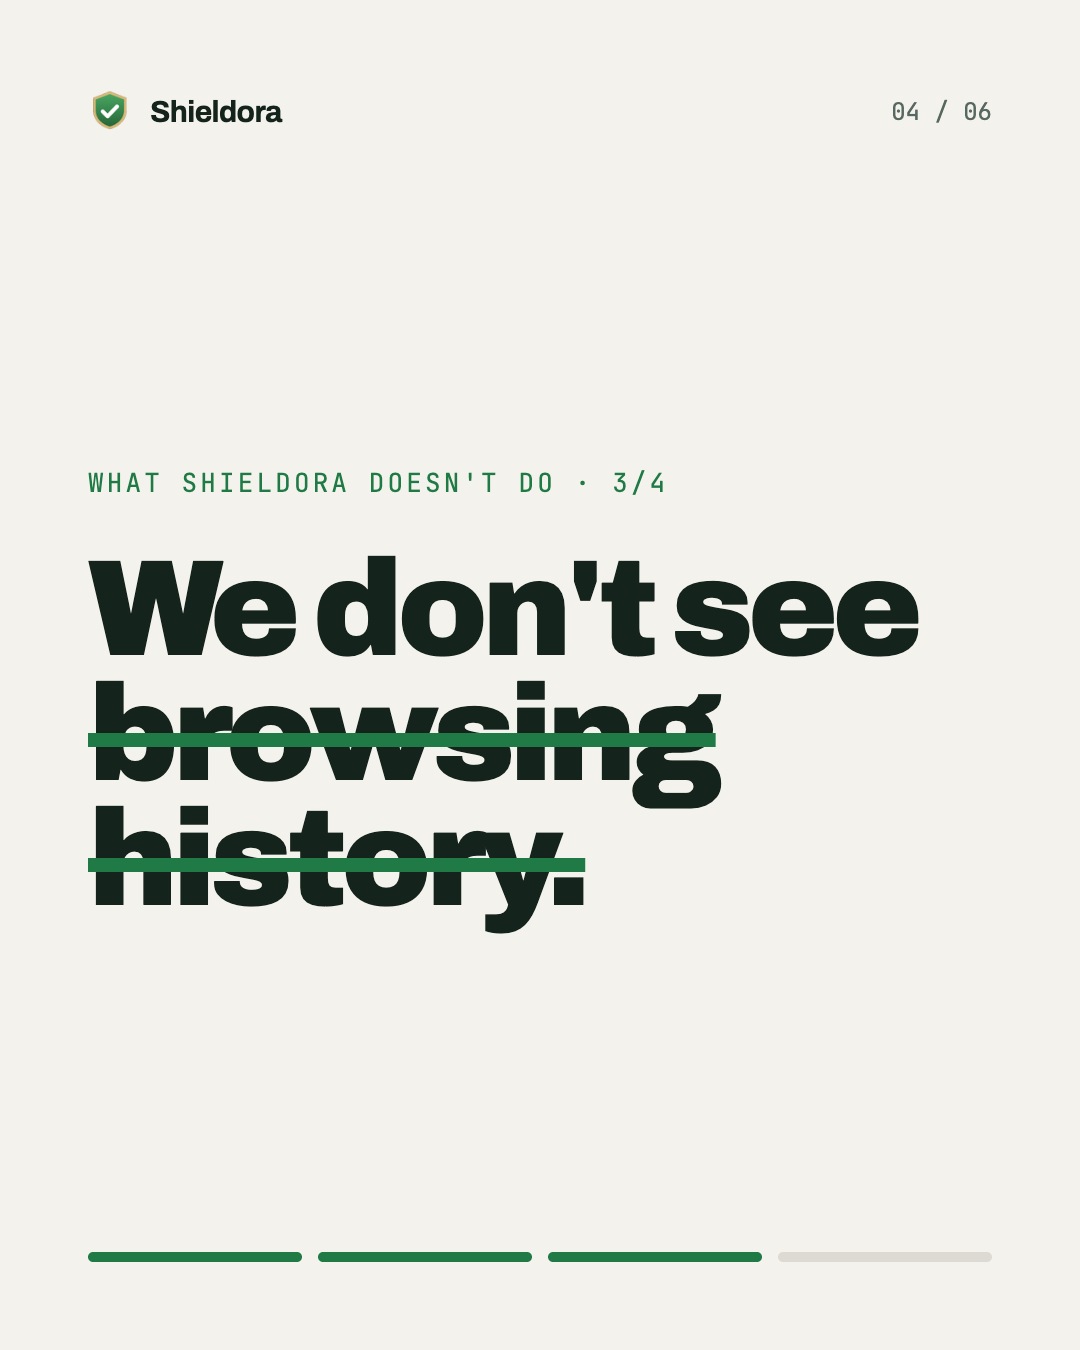 Shieldora
04 / 06
WHAT SHIELDORA DOESN'T DO · 3/4
We don't see
browsing
history.